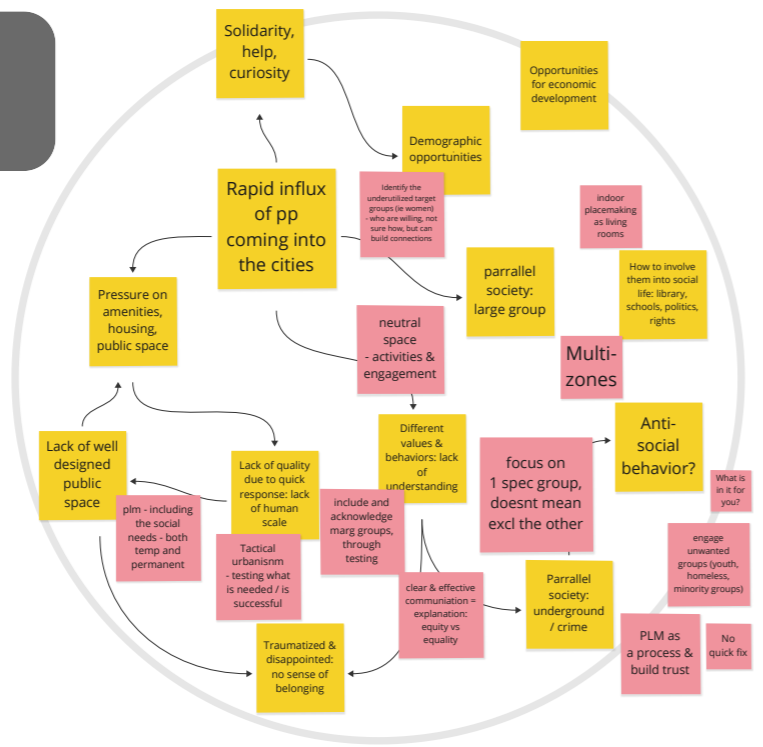 Solidarity,
help,
curiosity
Opportunities
for economic
development
Demographic
opportunities
Rapid influx
of pp
coming into
the cities
Identify the
underutilized target
groups (ie women)
- who are willing, not
sure how, but can
build connections
indoor
placemaking
as living
rooms
How to involve
them into social
life: library,
schools, politics,
rights
parrallel
society:
large group
Pressure on
amenities,
housing,
public space
neutral
space
- activities &
engagement
Multi-
zones
Anti-
social
behavior?
Different
values &
behaviors: lack
of
understanding
Lack of well
designed
public
space
Lack of quality
due to quick
response: lack
of human
scale
focus on
1 spec group,
doesnt mean
excl the other
What is
in it for
you?
plm - including
the social
needs - both
temp and
permanent
include and
acknowledge
marg groups,
through
testing
Tactical
urbanisnm
- testing what
is needed / is
successful
engage
unwanted
groups (youth,
homeless,
minority groups)
clear & effective
communiation =
explanation:
equity vs
equality
Parrallel
society:
underground
/ crime
Traumatized &
disappointed:
no sense of
belonging
PLM as
a process &
build trust
No
quick fix